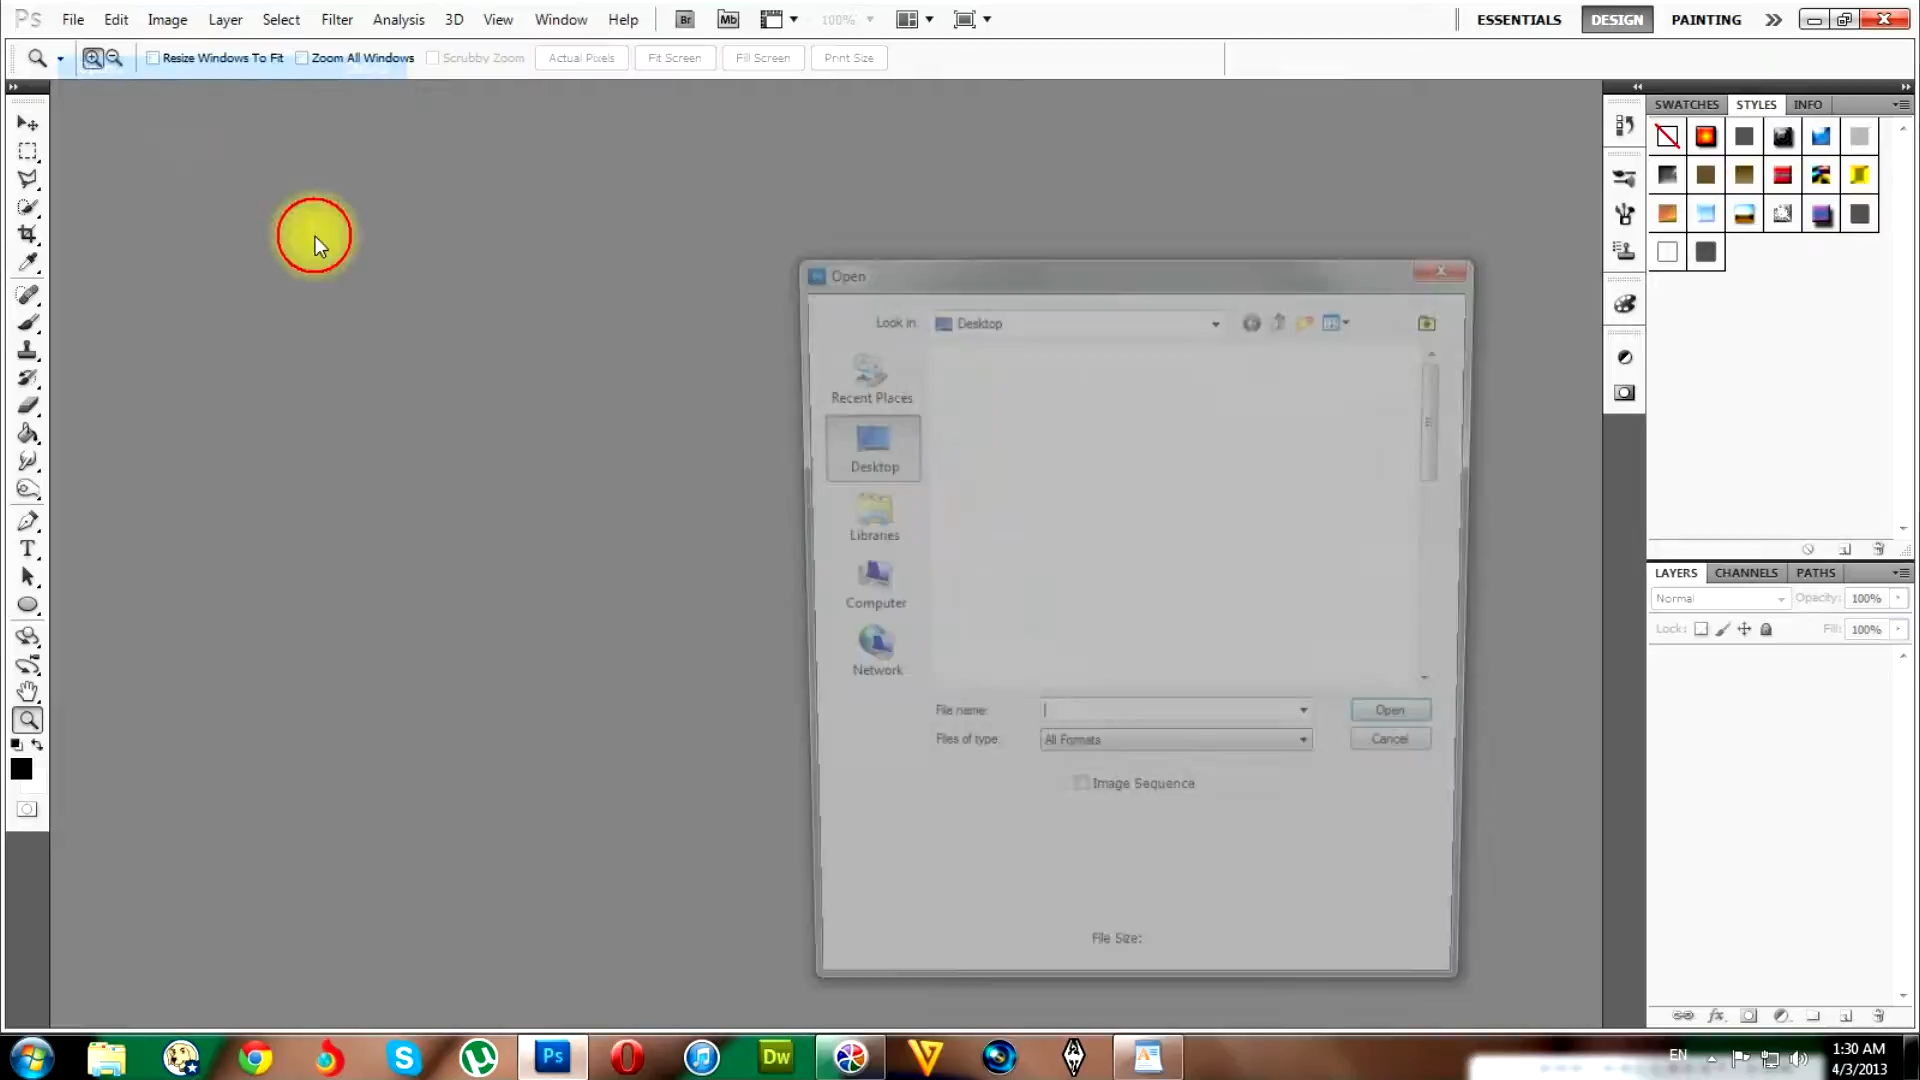 Ps File Edit Image Layer Select Filter Analysis 3D View Window Help Br Mb 100% ESSENTIALS DESIGN PAINTING
Resize Windows To Fit Zoom All Windows Scrubby Zoom Actual Pixels Fit Screen Fill Screen Print Size
SWATCHES STYLES INFO
Open
Look in: Desktop
Recent Places
Desktop
Libraries
Computer
Network
File name: Open
Files of type: All Formats Cancel
Image Sequence
File Size:
T
LAYERS CHANNELS PATHS
Normal Opacity: 100%
Lock: Fill: 100%
fx
Ps Dw
EN 1:30 AM
4/3/2013